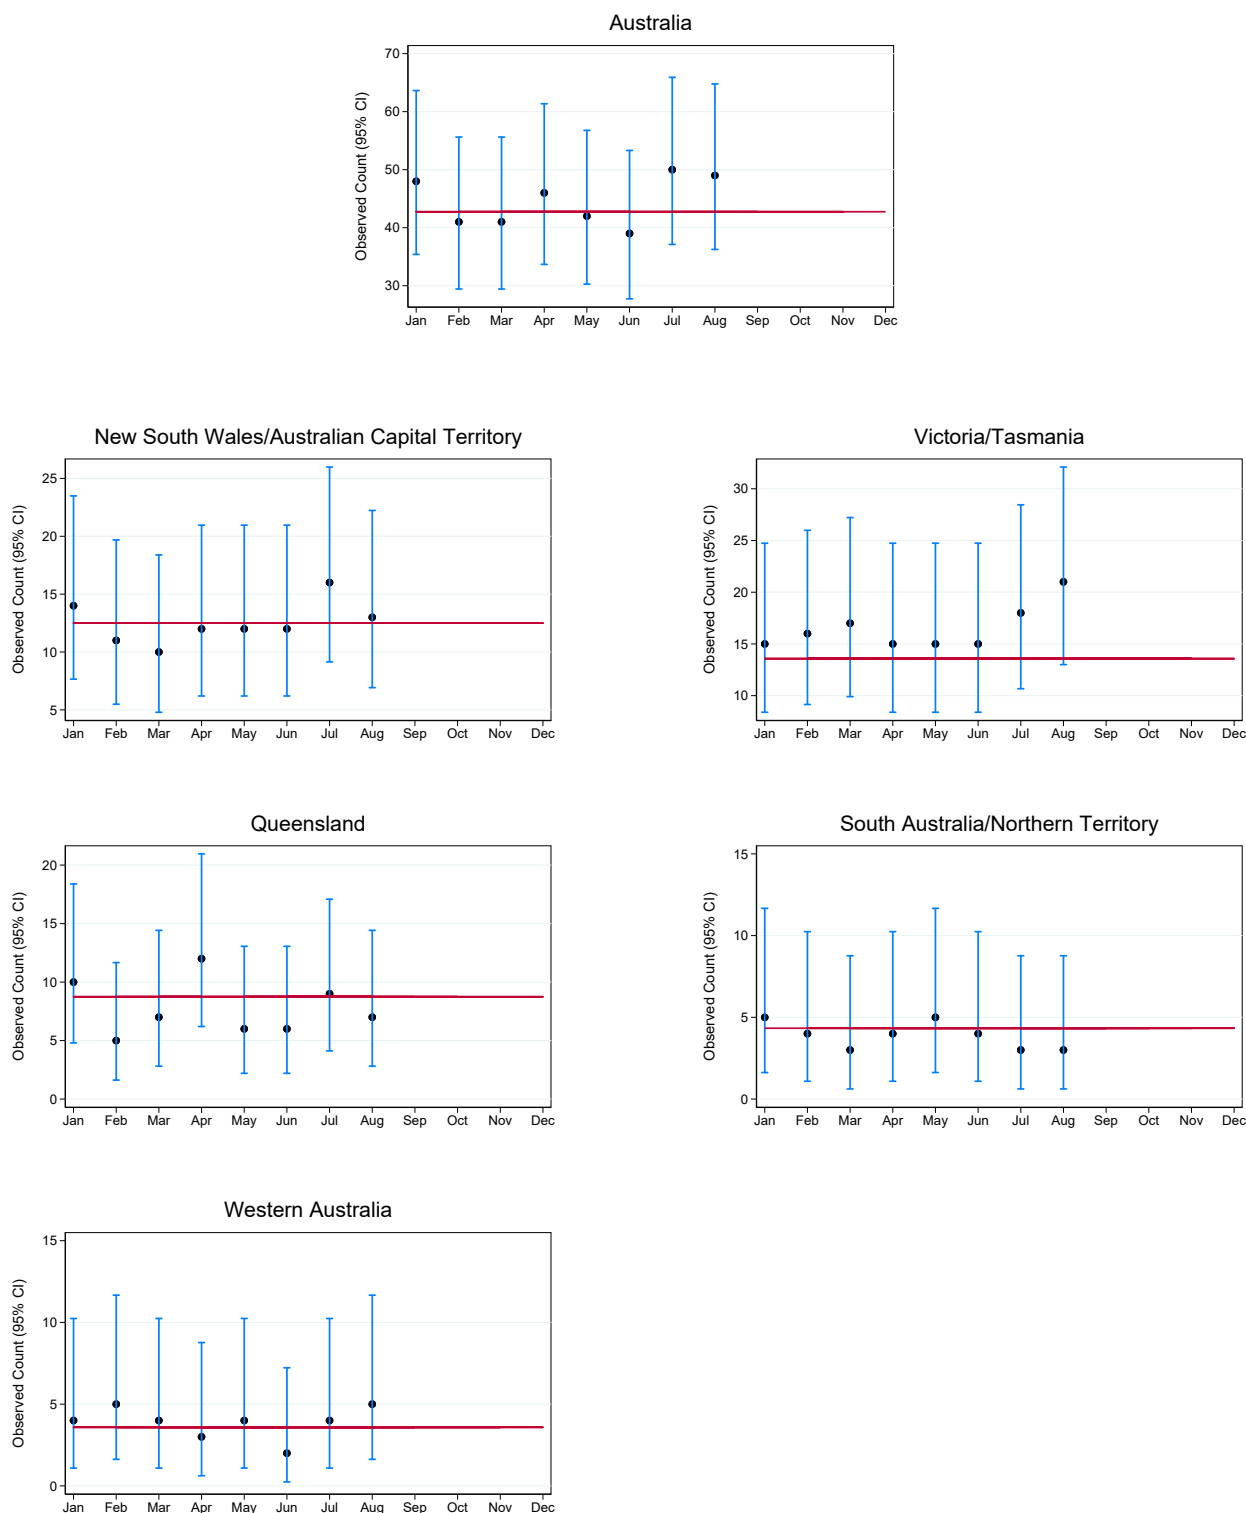 Australia
Observed Count (95% CI)
70
60
50
40
30
Jan Feb Mar Apr May Jun Jul Aug Sep Oct Nov Dec
New South Wales/Australian Capital Territory
Observed Count (95% CI)
25
20
15
10
5
Jan Feb Mar Apr May Jun Jul Aug Sep Oct Nov Dec
Victoria/Tasmania
Observed Count (95% CI)
30
25
20
15
10
Jan Feb Mar Apr May Jun Jul Aug Sep Oct Nov Dec
Queensland
Observed Count (95% CI)
20
15
10
5
0
Jan Feb Mar Apr May Jun Jul Aug Sep Oct Nov Dec
South Australia/Northern Territory
Observed Count (95% CI)
15
10
5
0
Jan Feb Mar Apr May Jun Jul Aug Sep Oct Nov Dec
Western Australia
Observed Count (95% CI)
15
10
5
0
Jan Feb Mar Apr May Jun Jul Aug Sep Oct Nov Dec